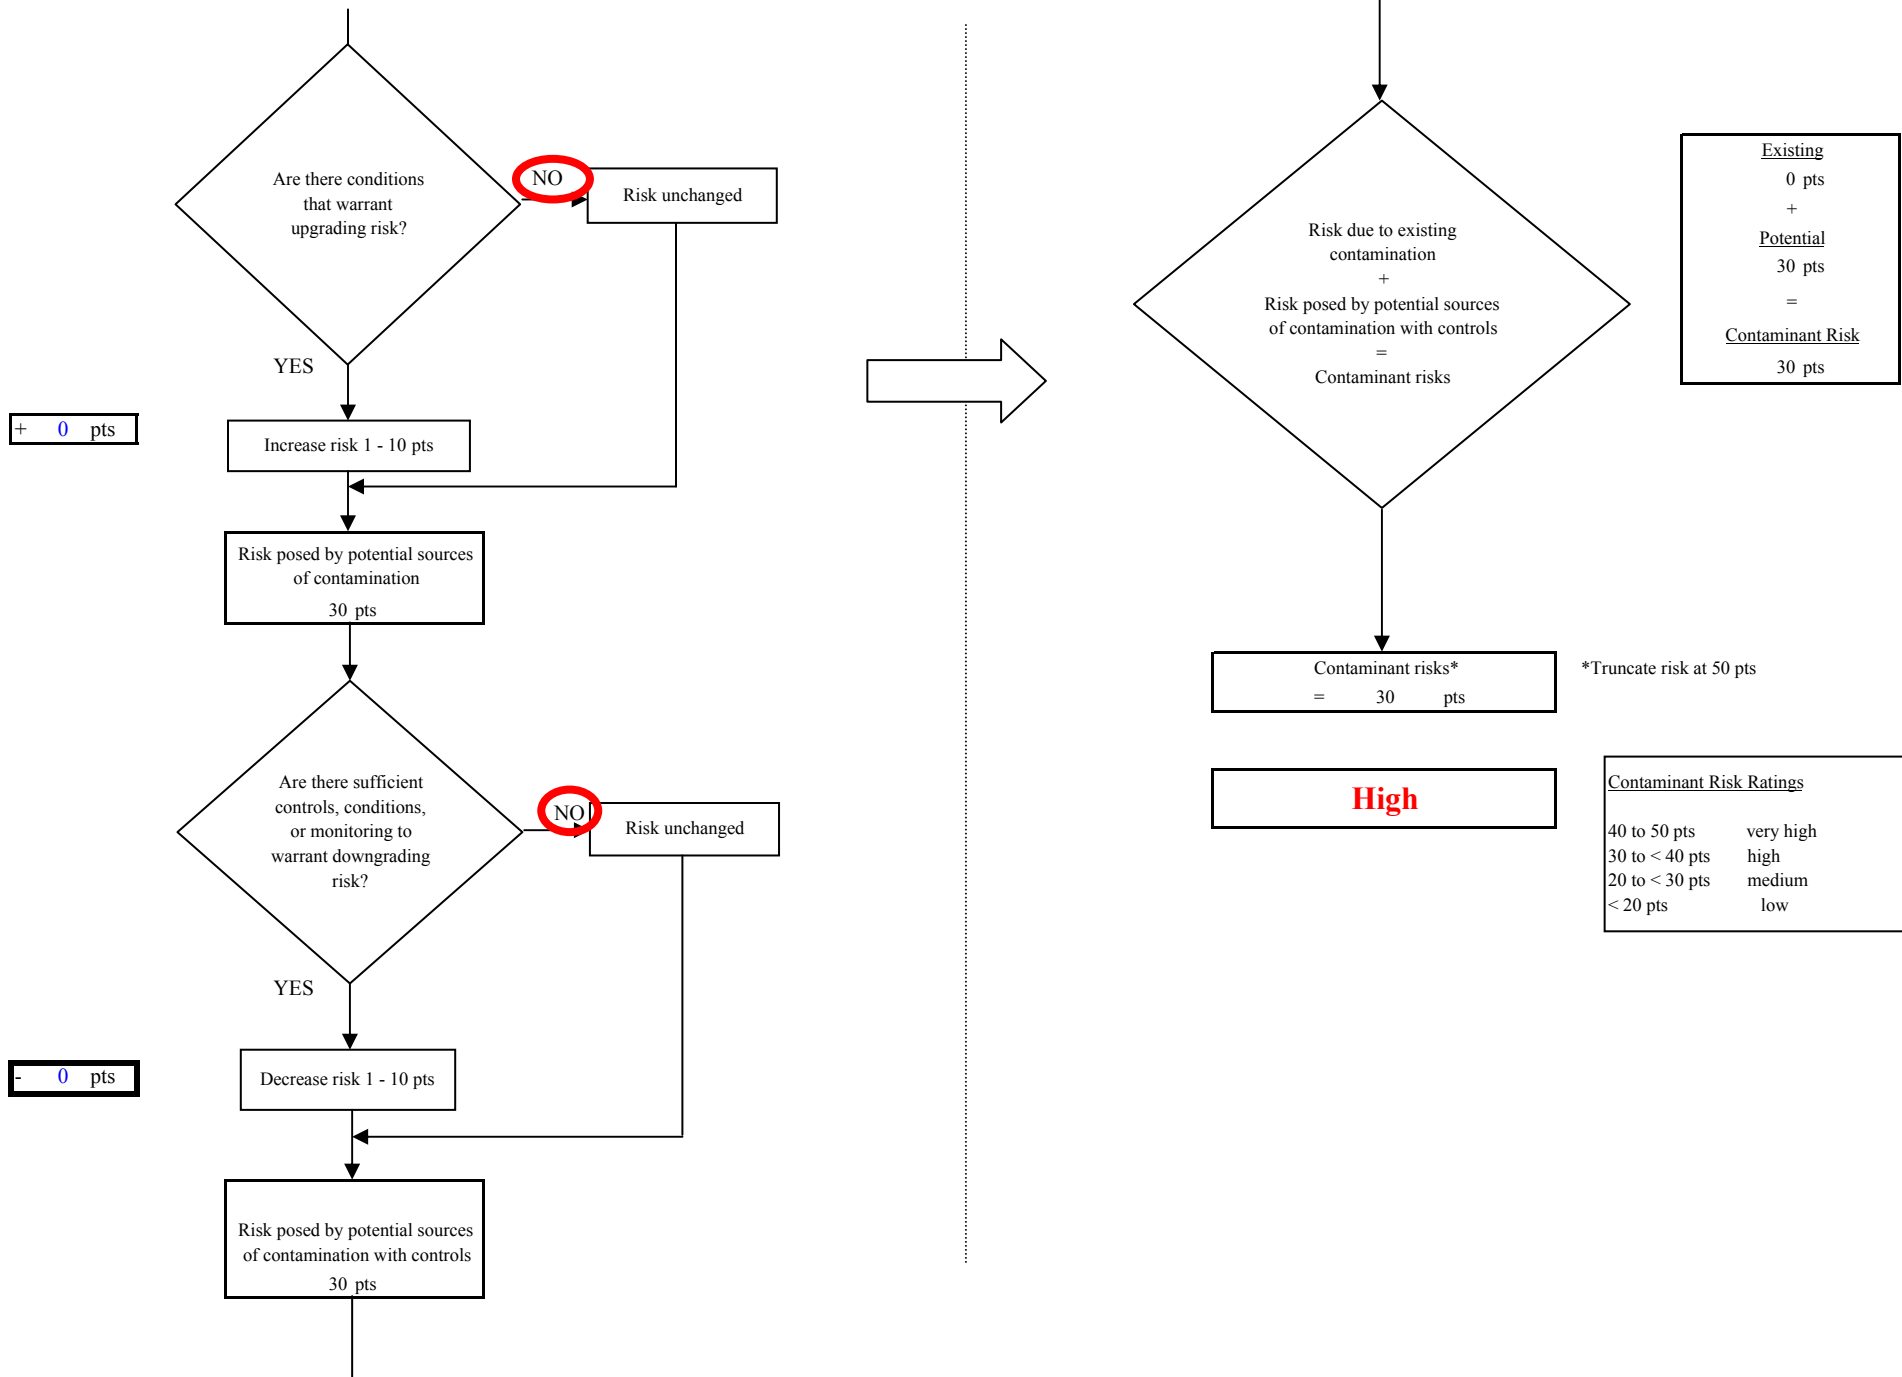 Are there conditions
that warrant
upgrading risk?
NO
Risk unchanged
YES
+ 0 pts
Increase risk 1 - 10 pts
Risk posed by potential sources
of contamination
30 pts
Are there sufficient
controls, conditions,
or monitoring to
warrant downgrading
risk?
NO
Risk unchanged
YES
- 0 pts
Decrease risk 1 - 10 pts
Risk posed by potential sources
of contamination with controls
30 pts
Risk due to existing
contamination
+
Risk posed by potential sources
of contamination with controls
=
Contaminant risks
Existing
0 pts
+
Potential
30 pts
=
Contaminant Risk
30 pts
Contaminant risks*
= 30 pts
*Truncate risk at 50 pts
High
Contaminant Risk Ratings
40 to 50 pts very high
30 to < 40 pts high
20 to < 30 pts medium
< 20 pts low